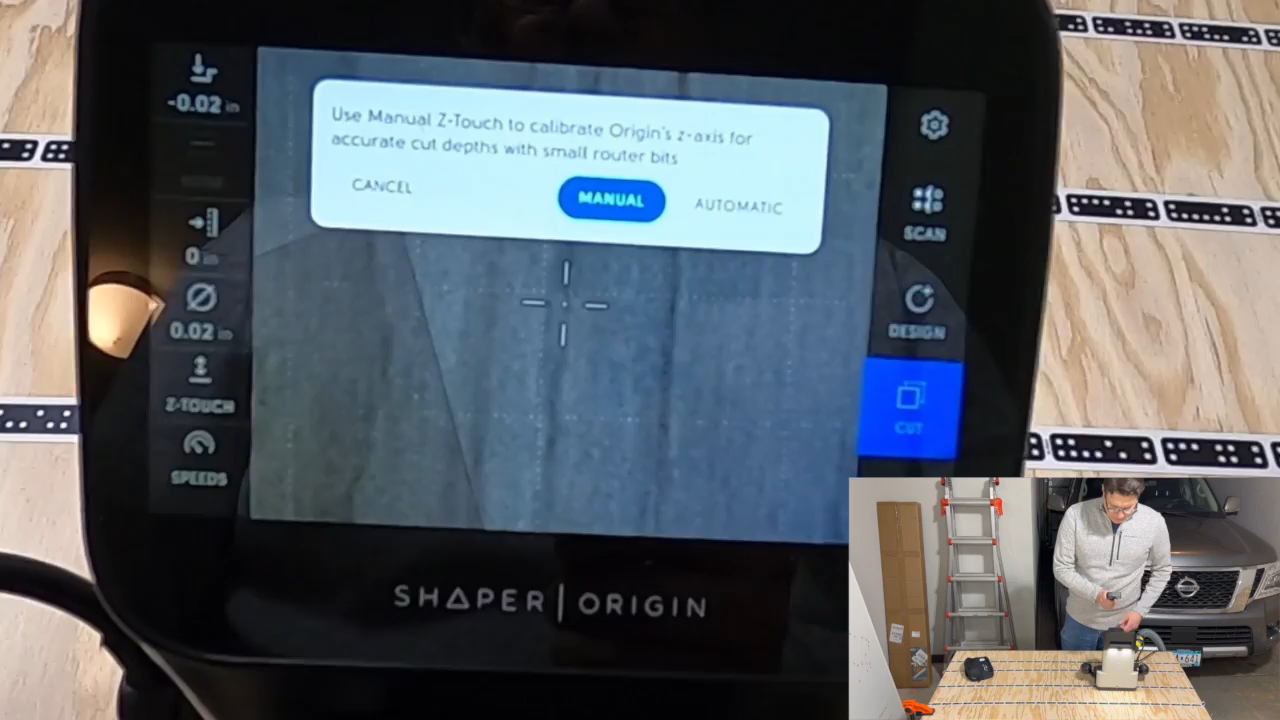 -0.02 in
Use Manual Z-Touch to calibrate Origin's z-axis for
accurate cut depths with small router bits
CANCEL
MANUAL
AUTOMATIC
0 in
0.02 in
Z-TOUCH
SPEEDS
SCAN
DESIGN
CUT
SHAPER | ORIGIN